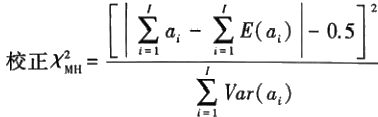 校正χ²_MH = [ | Σ_{i=1}^{I} a_i − Σ_{i=1}^{I} E(a_i) | − 0.5 ]² / Σ_{i=1}^{I} Var(a_i)